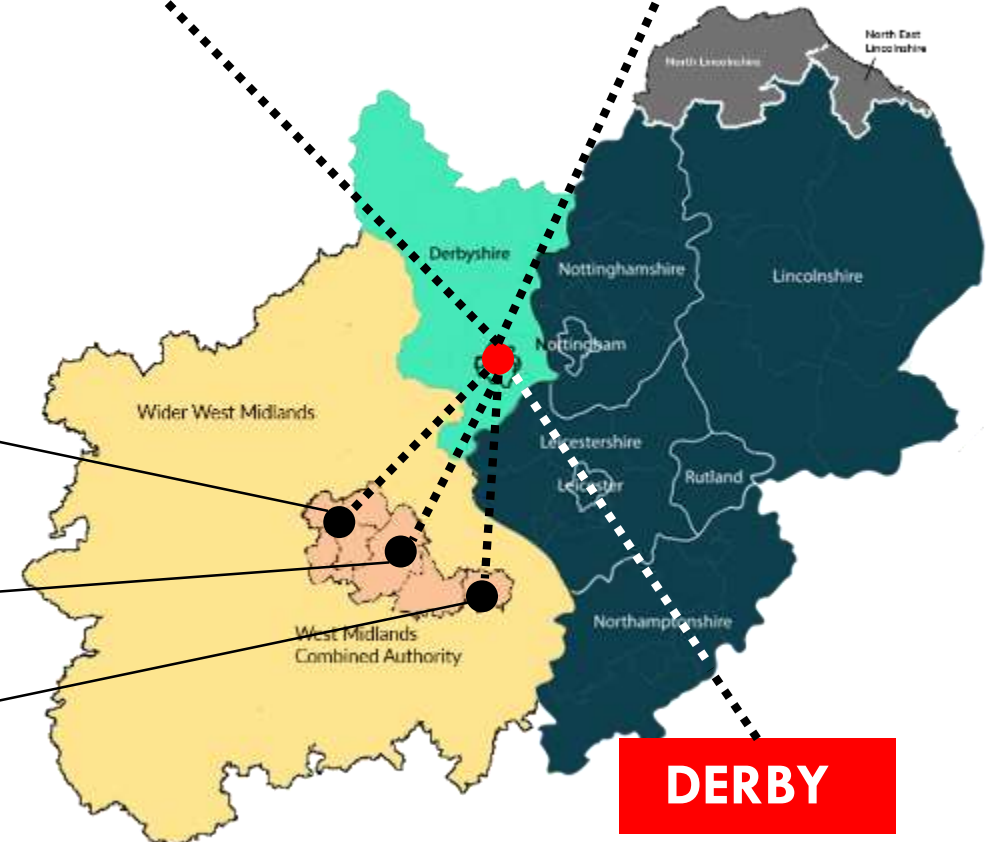 North East
Lincolnshire
North Lincolnshire
Derbyshire
Nottinghamshire
Lincolnshire
Nottingham
Wider West Midlands
Leicestershire
Leicester
Rutland
Northamptonshire
West Midlands
Combined Authority
DERBY